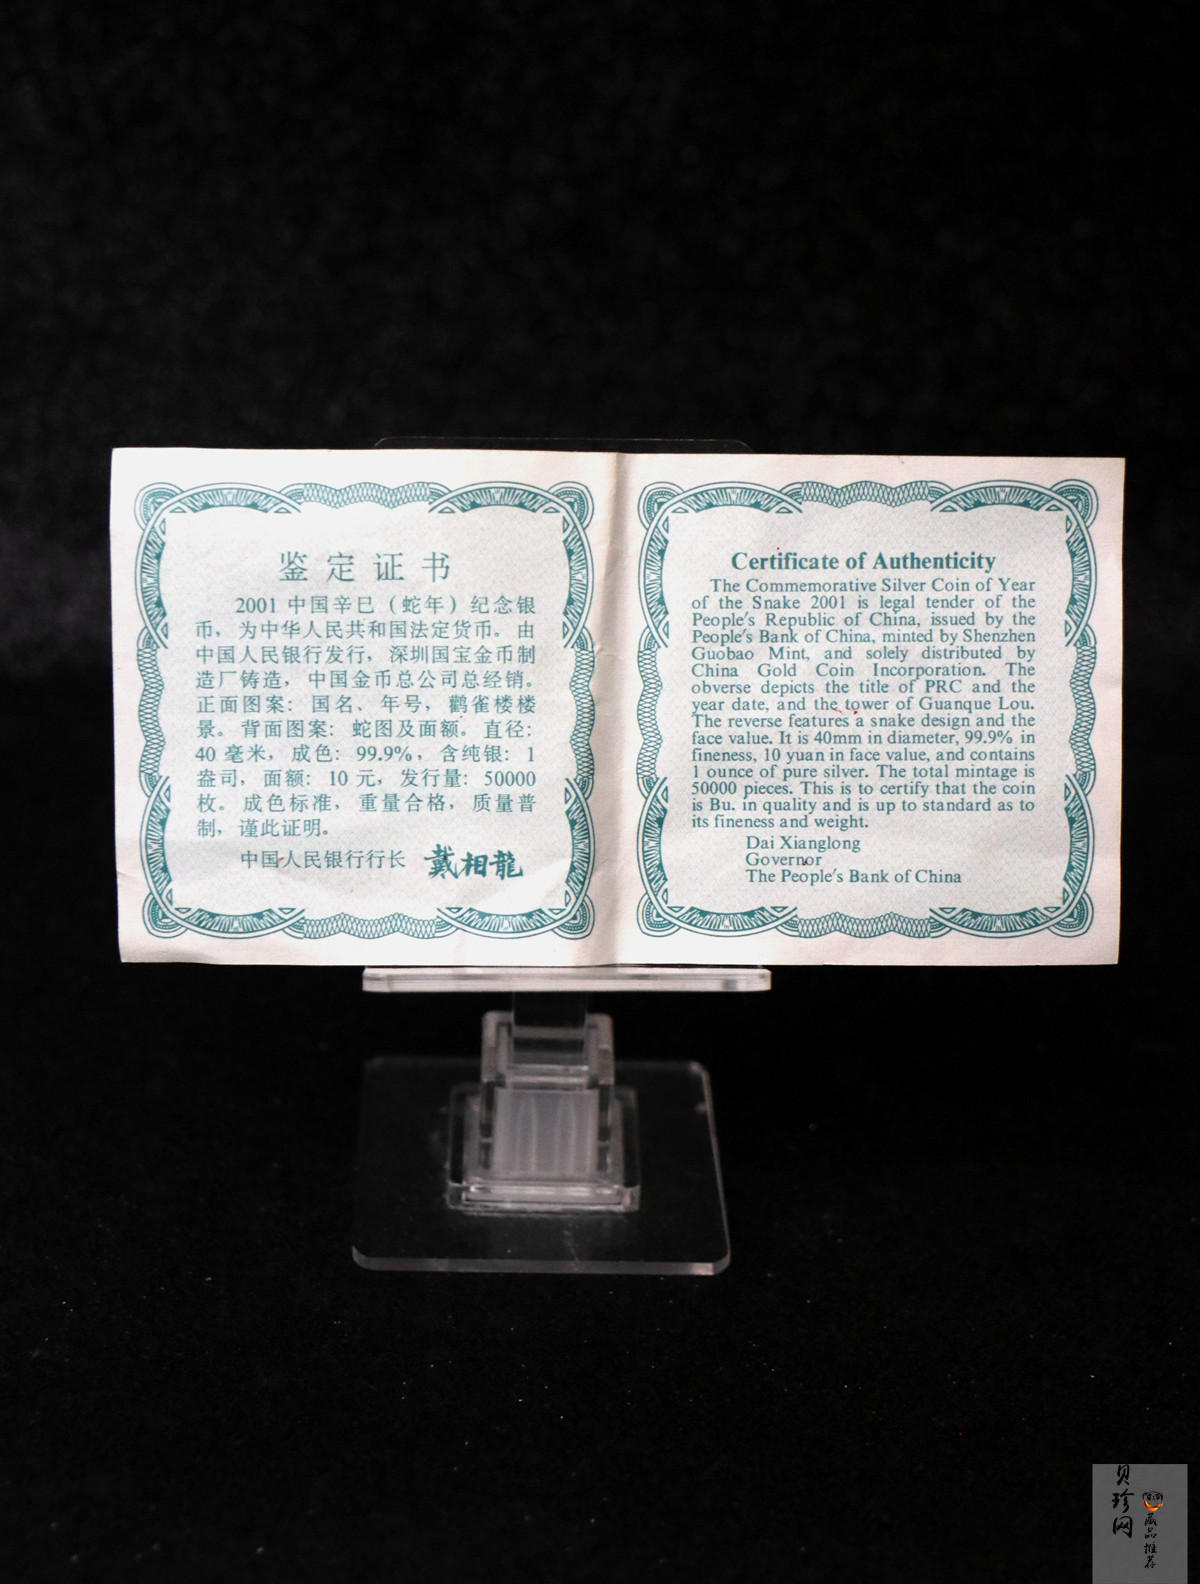 鉴定证书
2001 中国辛巳（蛇年）纪念银
币，为中华人民共和国法定货币。由
中国人民银行发行，深圳国宝金币制
造厂铸造，中国金币总公司总经销。
正面图案：国名、年号，鹳雀楼楼
景。背面图案：蛇图及面额。直径：
40 毫米，成色：99.9%，含纯银：1
盎司，面额：10 元，发行量：50000
枚。成色标准，重量合格，质量普
制，谨此证明。
中国人民银行行长 戴相龍
Certificate of Authenticity
The Commemorative Silver Coin of Year
of the Snake 2001 is legal tender of the
People's Republic of China, issued by the
People's Bank of China, minted by Shenzhen
Guobao Mint, and solely distributed by
China Gold Coin Incorporation. The
obverse depicts the title of PRC and the
year date, and the tower of Guanque Lou.
The reverse features a snake design and the
face value. It is 40mm in diameter, 99.9% in
fineness, 10 yuan in face value, and contains
1 ounce of pure silver. The total mintage is
50000 pieces. This is to certify that the coin
is Bu. in quality and is up to standard as to
its fineness and weight.
Dai Xianglong
Governor
The People's Bank of China
贝珍网
藏品推荐